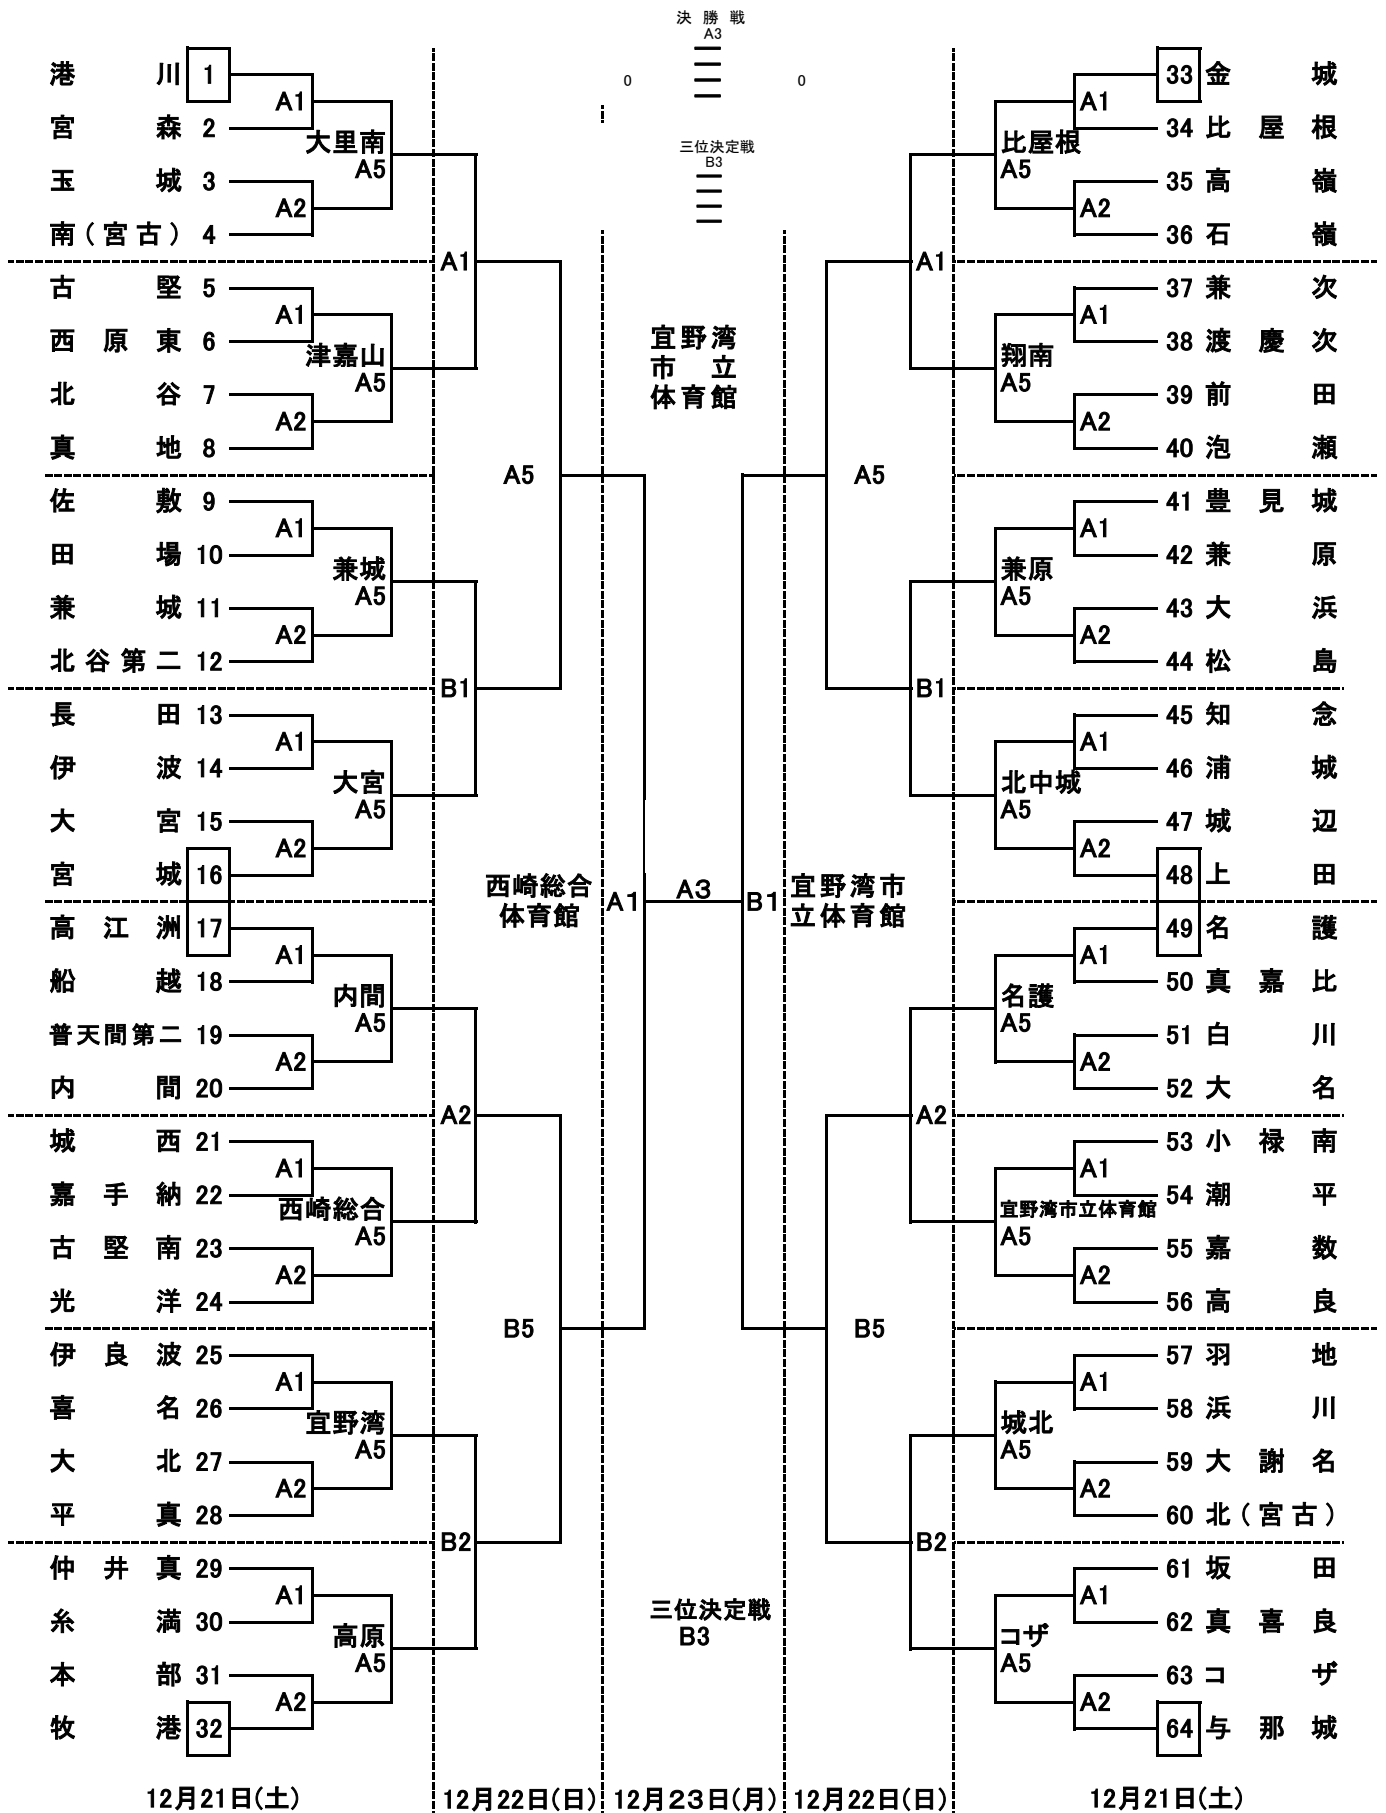 決勝戦
A3
0 0
三位決定戦
B3
港川 1
A1
宮森 2
大里南
A5
玉城 3
A2
南(宮古) 4
A1
古堅 5
A1
西原東 6
津嘉山
A5
北谷 7
A2
真地 8
A5
佐敷 9
A1
田場 10
兼城
A5
兼城 11
A2
北谷第二 12
B1
長田 13
A1
伊波 14
大宮
A5
大宮 15
A2
宮城 16
西崎総合
体育館
高江洲 17
A1
船越 18
内間
A5
普天間第二 19
A2
内間 20
A2
城西 21
A1
嘉手納 22
西崎総合
A5
古堅南 23
A2
光洋 24
B5
伊良波 25
A1
喜名 26
宜野湾
A5
大北 27
A2
平真 28
B2
仲井真 29
A1
糸満 30
高原
A5
本部 31
A2
牧港 32
宜野湾
市立
体育館
A1 A3 B1
三位決定戦
B3
33 金城
A1
34 比屋根
比屋根
A5
35 高嶺
A2
36 石嶺
A1
37 兼次
A1
38 渡慶次
翔南
A5
39 前田
A2
40 泡瀬
A5
41 豊見城
A1
42 兼原
兼原
A5
43 大浜
A2
44 松島
B1
45 知念
A1
46 浦城
北中城
A5
47 城辺
A2
48 上田
宜野湾市
立体育館
49 名護
A1
50 真嘉比
名護
A5
51 白川
A2
52 大名
A2
53 小禄南
A1
54 潮平
宜野湾市立体育館
A5
55 嘉数
A2
56 高良
B5
57 羽地
A1
58 浜川
城北
A5
59 大謝名
A2
60 北(宮古)
B2
61 坂田
A1
62 真喜良
コザ
A5
63 コザ
A2
64 与那城
12月21日(土) 12月22日(日) 12月23日(月) 12月22日(日) 12月21日(土)